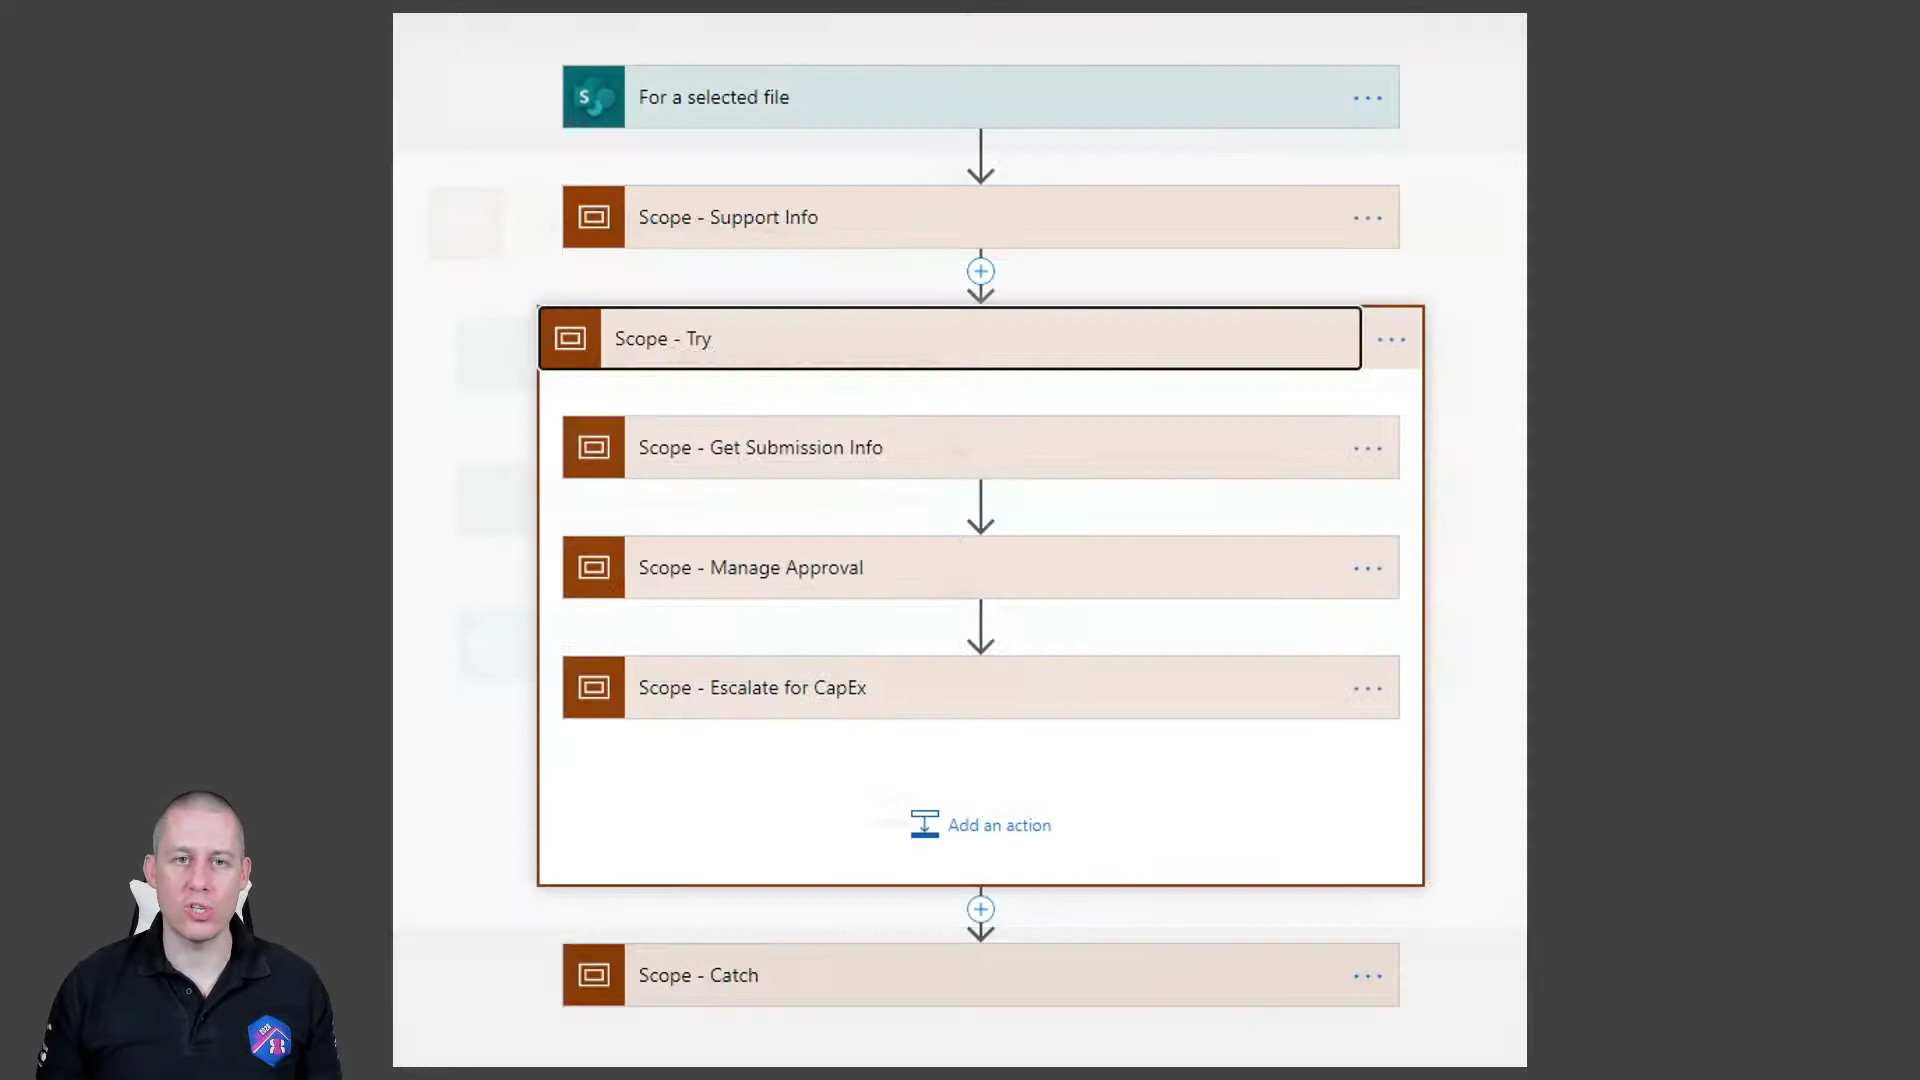 For a selected file
Scope - Support Info
Scope - Try
Scope - Get Submission Info
Scope - Manage Approval
Scope - Escalate for CapEx
Add an action
Scope - Catch